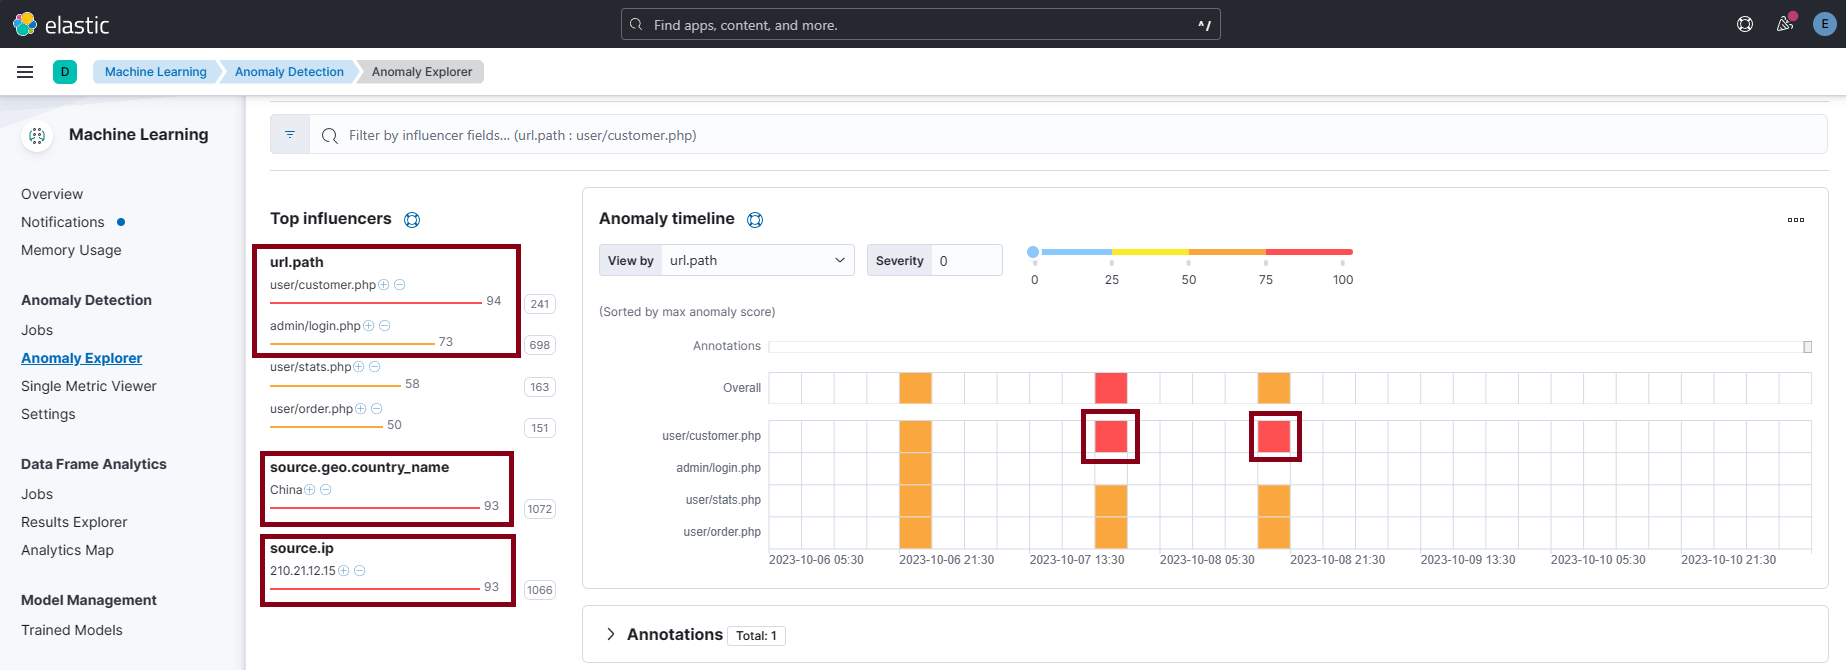 elastic
Find apps, content, and more.
^/
E
D
Machine Learning
Anomaly Detection
Anomaly Explorer
Machine Learning
Overview
Notifications
Memory Usage
Anomaly Detection
Jobs
Anomaly Explorer
Single Metric Viewer
Settings
Data Frame Analytics
Jobs
Results Explorer
Analytics Map
Model Management
Trained Models
Filter by influencer fields... (url.path : user/customer.php)
Top influencers
url.path
user/customer.php
94
241
admin/login.php
73
698
user/stats.php
58
163
user/order.php
50
151
source.geo.country_name
China
93
1072
source.ip
210.21.12.15
93
1066
Anomaly timeline
View by url.path
Severity 0
0 25 50 75 100
(Sorted by max anomaly score)
Annotations
Overall
user/customer.php
admin/login.php
user/stats.php
user/order.php
2023-10-06 05:30 2023-10-06 21:30 2023-10-07 13:30 2023-10-08 05:30 2023-10-08 21:30 2023-10-09 13:30 2023-10-10 05:30 2023-10-10 21:30
Annotations Total: 1